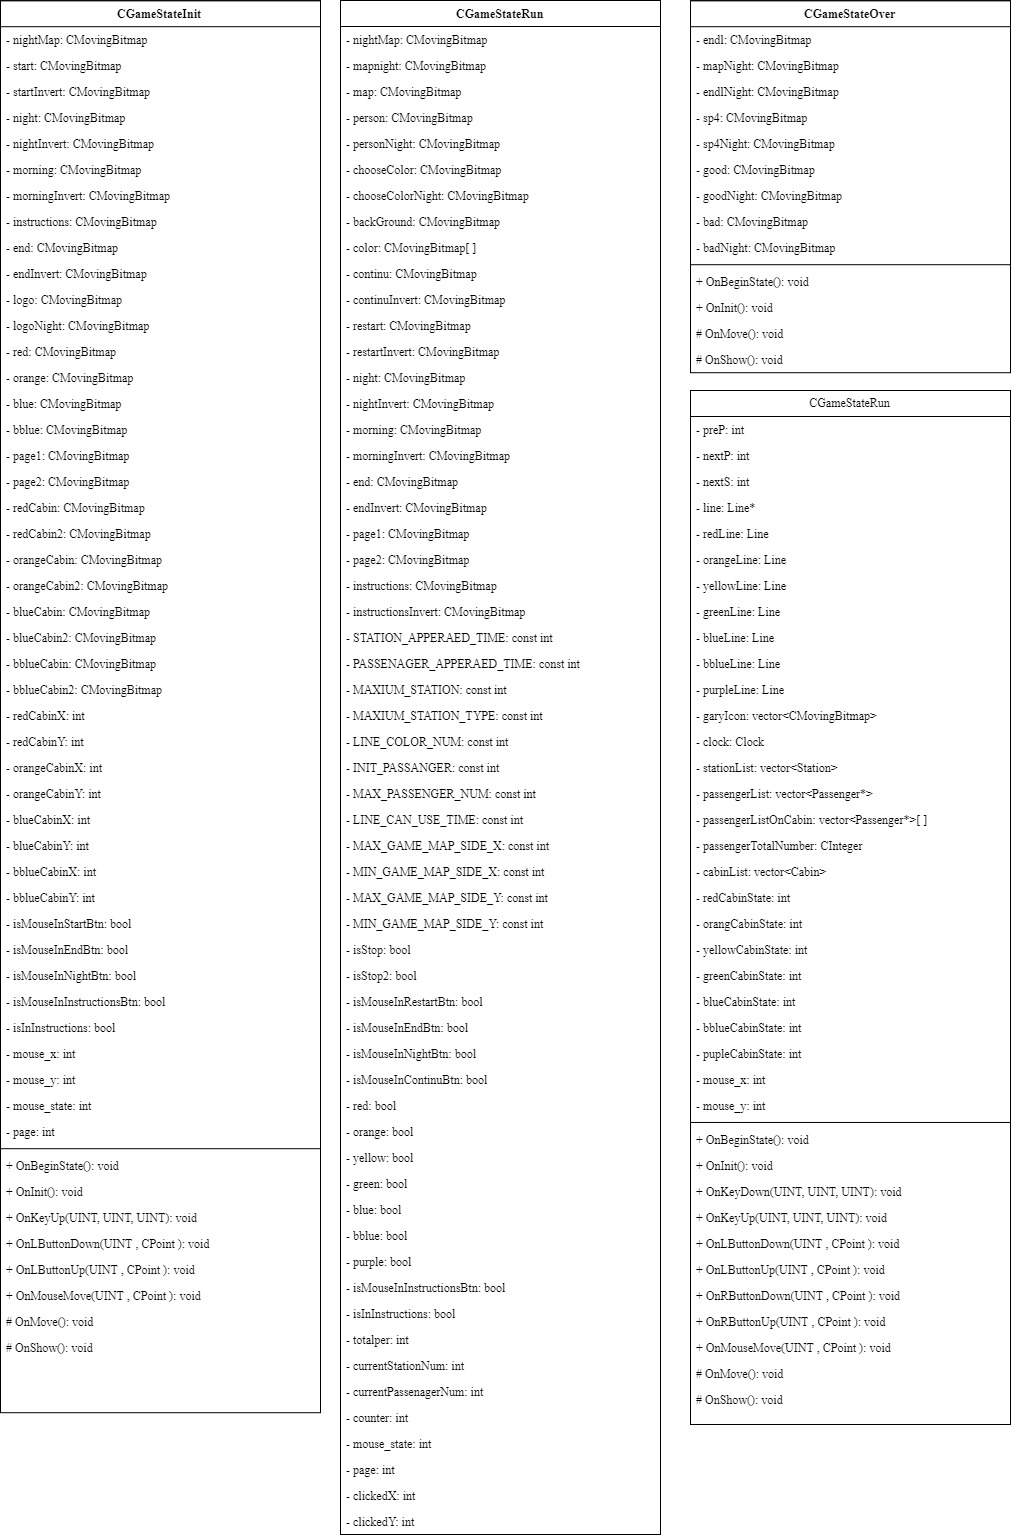 CGameStateInit
- nightMap: CMovingBitmap
- start: CMovingBitmap
- startInvert: CMovingBitmap
- night: CMovingBitmap
- nightInvert: CMovingBitmap
- morning: CMovingBitmap
- morningInvert: CMovingBitmap
- instructions: CMovingBitmap
- end: CMovingBitmap
- endInvert: CMovingBitmap
- logo: CMovingBitmap
- logoNight: CMovingBitmap
- red: CMovingBitmap
- orange: CMovingBitmap
- blue: CMovingBitmap
- bblue: CMovingBitmap
- page1: CMovingBitmap
- page2: CMovingBitmap
- redCabin: CMovingBitmap
- redCabin2: CMovingBitmap
- orangeCabin: CMovingBitmap
- orangeCabin2: CMovingBitmap
- blueCabin: CMovingBitmap
- blueCabin2: CMovingBitmap
- bblueCabin: CMovingBitmap
- bblueCabin2: CMovingBitmap
- redCabinX: int
- redCabinY: int
- orangeCabinX: int
- orangeCabinY: int
- blueCabinX: int
- blueCabinY: int
- bblueCabinX: int
- bblueCabinY: int
- isMouseInStartBtn: bool
- isMouseInEndBtn: bool
- isMouseInNightBtn: bool
- isMouseInInstructionsBtn: bool
- isInInstructions: bool
- mouse_x: int
- mouse_y: int
- mouse_state: int
- page: int
+ OnBeginState(): void
+ OnInit(): void
+ OnKeyUp(UINT, UINT, UINT): void
+ OnLButtonDown(UINT , CPoint ): void
+ OnLButtonUp(UINT , CPoint ): void
+ OnMouseMove(UINT , CPoint ): void
# OnMove(): void
# OnShow(): void
CGameStateRun
- nightMap: CMovingBitmap
- mapnight: CMovingBitmap
- map: CMovingBitmap
- person: CMovingBitmap
- personNight: CMovingBitmap
- chooseColor: CMovingBitmap
- chooseColorNight: CMovingBitmap
- backGround: CMovingBitmap
- color: CMovingBitmap[ ]
- continu: CMovingBitmap
- continuInvert: CMovingBitmap
- restart: CMovingBitmap
- restartInvert: CMovingBitmap
- night: CMovingBitmap
- nightInvert: CMovingBitmap
- morning: CMovingBitmap
- morningInvert: CMovingBitmap
- end: CMovingBitmap
- endInvert: CMovingBitmap
- page1: CMovingBitmap
- page2: CMovingBitmap
- instructions: CMovingBitmap
- instructionsInvert: CMovingBitmap
- STATION_APPERAED_TIME: const int
- PASSENAGER_APPERAED_TIME: const int
- MAXIUM_STATION: const int
- MAXIUM_STATION_TYPE: const int
- LINE_COLOR_NUM: const int
- INIT_PASSANGER: const int
- MAX_PASSENGER_NUM: const int
- LINE_CAN_USE_TIME: const int
- MAX_GAME_MAP_SIDE_X: const int
- MIN_GAME_MAP_SIDE_X: const int
- MAX_GAME_MAP_SIDE_Y: const int
- MIN_GAME_MAP_SIDE_Y: const int
- isStop: bool
- isStop2: bool
- isMouseInRestartBtn: bool
- isMouseInEndBtn: bool
- isMouseInNightBtn: bool
- isMouseInContinuBtn: bool
- red: bool
- orange: bool
- yellow: bool
- green: bool
- blue: bool
- bblue: bool
- purple: bool
- isMouseInInstructionsBtn: bool
- isInInstructions: bool
- totalper: int
- currentStationNum: int
- currentPassenagerNum: int
- counter: int
- mouse_state: int
- page: int
- clickedX: int
- clickedY: int
CGameStateOver
- endl: CMovingBitmap
- mapNight: CMovingBitmap
- endlNight: CMovingBitmap
- sp4: CMovingBitmap
- sp4Night: CMovingBitmap
- good: CMovingBitmap
- goodNight: CMovingBitmap
- bad: CMovingBitmap
- badNight: CMovingBitmap
+ OnBeginState(): void
+ OnInit(): void
# OnMove(): void
# OnShow(): void
CGameStateRun
- preP: int
- nextP: int
- nextS: int
- line: Line*
- redLine: Line
- orangeLine: Line
- yellowLine: Line
- greenLine: Line
- blueLine: Line
- bblueLine: Line
- purpleLine: Line
- garyIcon: vector<CMovingBitmap>
- clock: Clock
- stationList: vector<Station>
- passengerList: vector<Passenger*>
- passengerListOnCabin: vector<Passenger*>[ ]
- passengerTotalNumber: CInteger
- cabinList: vector<Cabin>
- redCabinState: int
- orangCabinState: int
- yellowCabinState: int
- greenCabinState: int
- blueCabinState: int
- bblueCabinState: int
- pupleCabinState: int
- mouse_x: int
- mouse_y: int
+ OnBeginState(): void
+ OnInit(): void
+ OnKeyDown(UINT, UINT, UINT): void
+ OnKeyUp(UINT, UINT, UINT): void
+ OnLButtonDown(UINT , CPoint ): void
+ OnLButtonUp(UINT , CPoint ): void
+ OnRButtonDown(UINT , CPoint ): void
+ OnRButtonUp(UINT , CPoint ): void
+ OnMouseMove(UINT , CPoint ): void
# OnMove(): void
# OnShow(): void